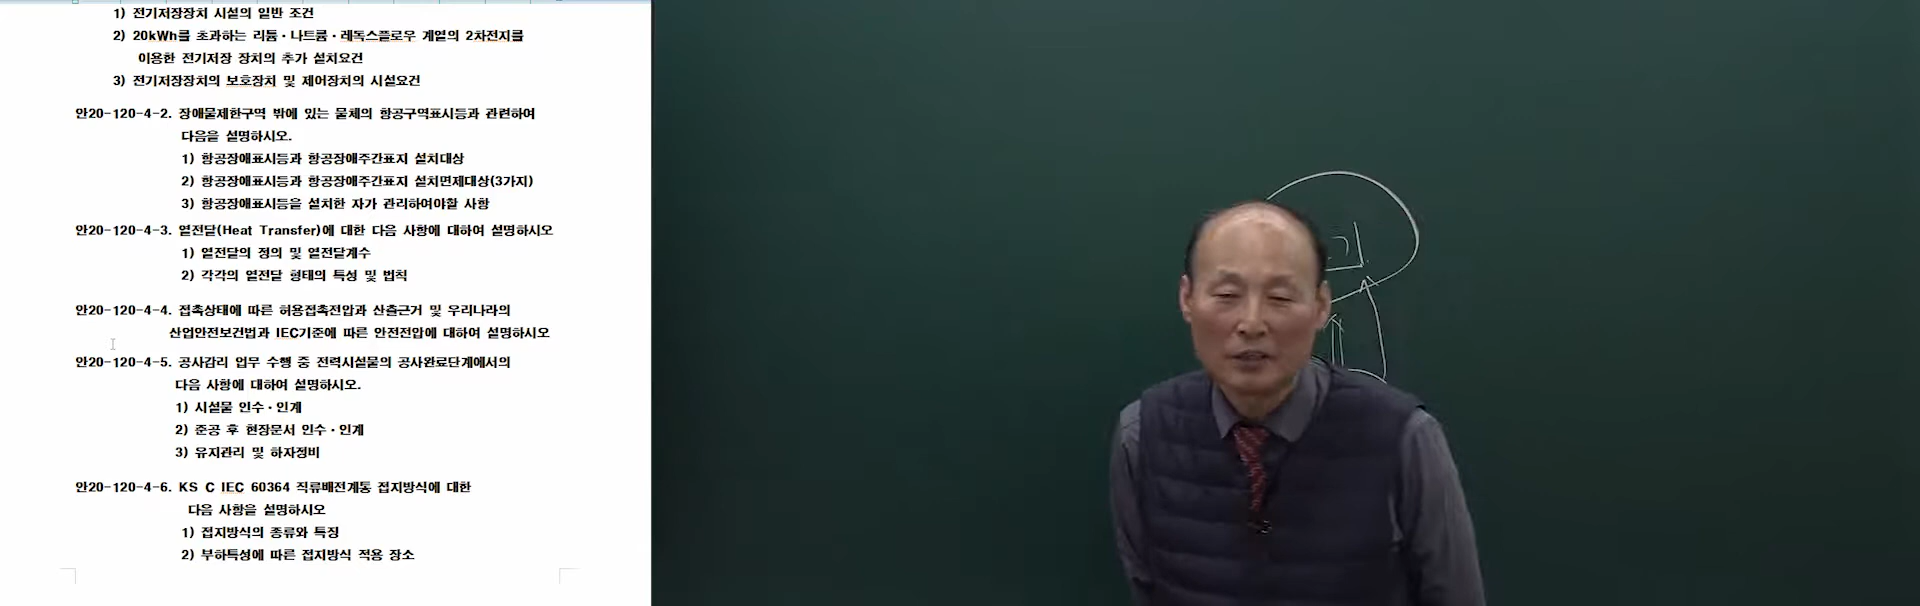 1) 전기저장장치 시설의 일반 조건
2) 20kWh를 초과하는 리튬·나트륨·레독스플로우 계열의 2차전지를
이용한 전기저장 장치의 추가 설치요건
3) 전기저장장치의 보호장치 및 제어장치의 시설요건
안20-120-4-2. 장애물제한구역 밖에 있는 물체의 항공구역표시등과 관련하여
다음을 설명하시오.
1) 항공장애표시등과 항공장애주간표지 설치대상
2) 항공장애표시등과 항공장애주간표지 설치면제대상(3가지)
3) 항공장애표시등을 설치한 자가 관리하여야할 사항
안20-120-4-3. 열전달(Heat Transfer)에 대한 다음 사항에 대하여 설명하시오
1) 열전달의 정의 및 열전달계수
2) 각각의 열전달 형태의 특성 및 법칙
안20-120-4-4. 접촉상태에 따른 허용접촉전압과 산출근거 및 우리나라의
산업안전보건법과 IEC기준에 따른 안전전압에 대하여 설명하시오
안20-120-4-5. 공사감리 업무 수행 중 전력시설물의 공사완료단계에서의
다음 사항에 대하여 설명하시오.
1) 시설물 인수·인계
2) 준공 후 현장문서 인수·인계
3) 유지관리 및 하자정비
안20-120-4-6. KS C IEC 60364 직류배전계통 접지방식에 대한
다음 사항을 설명하시오
1) 접지방식의 종류와 특징
2) 부하특성에 따른 접지방식 적용 장소